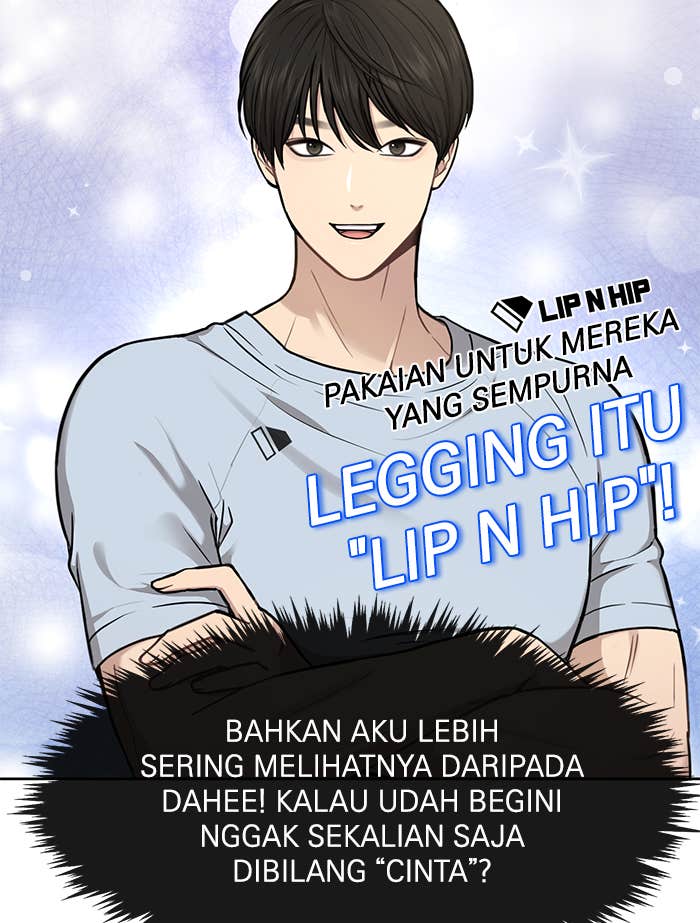 LIP N HIP
PAKAIAN UNTUK MEREKA
YANG SEMPURNA
LEGGING ITU
"LIP N HIP"!
BAHKAN AKU LEBIH
SERING MELIHATNYA DARIPADA
DAHEE! KALAU UDAH BEGINI
NGGAK SEKALIAN SAJA
DIBILANG “CINTA”?